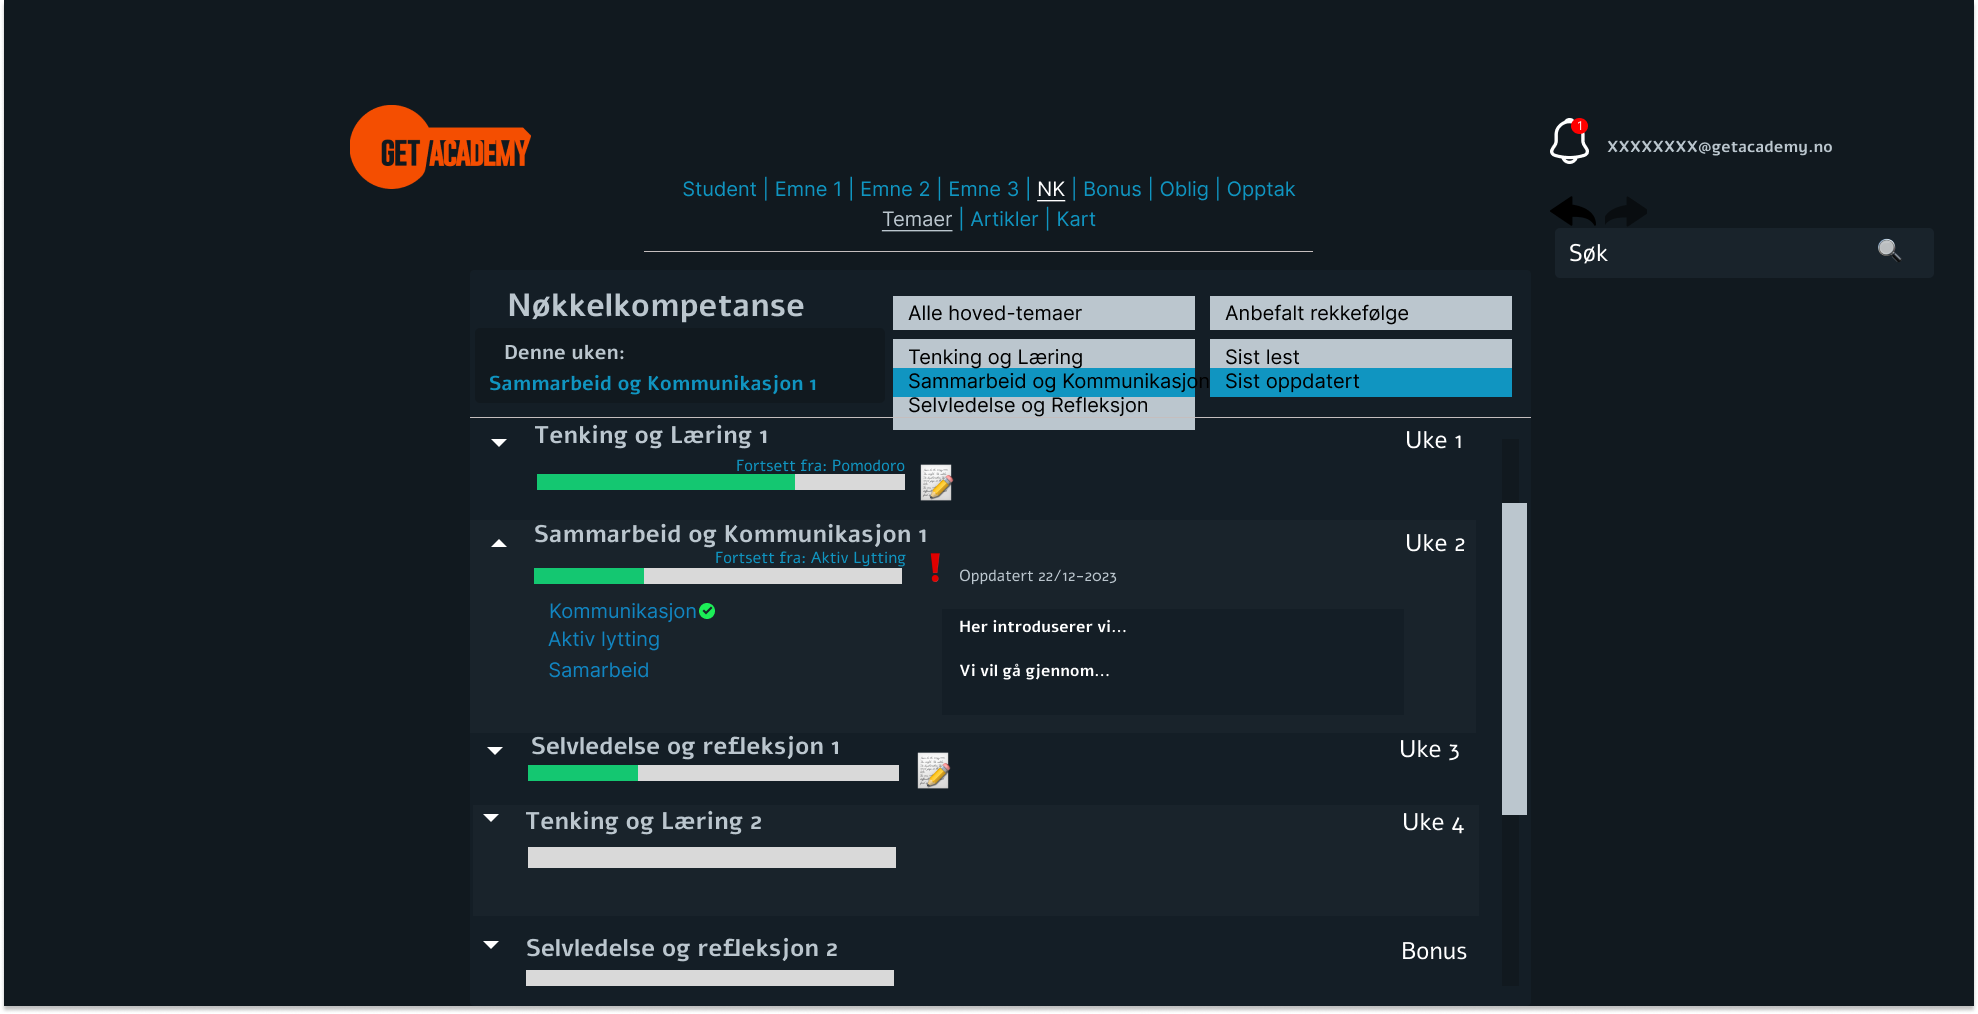 GET ACADEMY
1
XXXXXXXX@getacademy.no
Student | Emne 1 | Emne 2 | Emne 3 | NK | Bonus | Oblig | Opptak
Temaer | Artikler | Kart
Søk
Nøkkelkompetanse
Alle hoved-temaer
Anbefalt rekkefølge
Denne uken:
Sammarbeid og Kommunikasjon 1
Tenking og Læring
Sammarbeid og Kommunikasjon
Selvledelse og Refleksjon
Sist lest
Sist oppdatert
Tenking og Læring 1
Uke 1
Fortsett fra: Pomodoro
Sammarbeid og Kommunikasjon 1
Uke 2
Fortsett fra: Aktiv Lytting
Oppdatert 22/12-2023
Kommunikasjon
Aktiv lytting
Samarbeid
Her introduserer vi...
Vi vil gå gjennom...
Selvledelse og refleksjon 1
Uke 3
Tenking og Læring 2
Uke 4
Selvledelse og refleksjon 2
Bonus